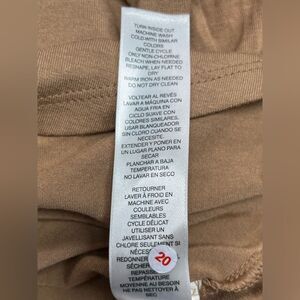 TURN INSIDE OUT
MACHINE WASH
COLD WITH SIMILAR
COLORS
GENTLE CYCLE
ONLY NON-CHLORINE
BLEACH WHEN NEEDED
RESHAPE, LAY FLAT TO
DRY
WARM IRON AS NEEDED
DO NOT DRY CLEAN
VOLTEAR AL REVÉS
LAVAR A MÁQUINA CON
AGUA FRIA EN
CICLO SUAVE CON
COLORES SIMILARES.
USAR BLANQUEADOR
SIN CLORO CUANDO SE
NECESITE.
EXTENDER Y PONER EN
UN LUGAR PLANO PARA
SECAR
PLANCHAR A BAJA
TEMPERATURA
NO LAVAR EN SECO
RETOURNER
LAVER À FROID EN
MACHINE AVEC
COULEURS
SEMBLABLES
CYCLE DÉLICAT
UTILISER UN
JAVELLISANT SANS
CHLORE SEULEMENT SI
NÉCES
REDONNER
SÉCHER
REPASS
TEMPÉRATURE
MOYENNE AU BESOIN
NE PAS NETTOYER À
SEC
20